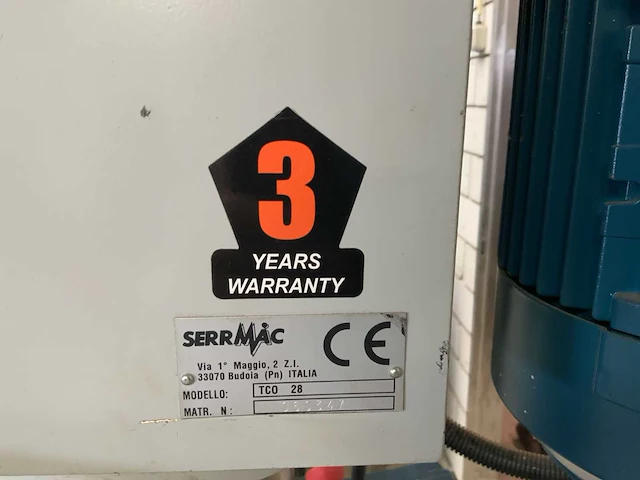 3
YEARS
WARRANTY
SERRMAC
CE
Via 1° Maggio, 2 Z.I.
33070 Budoia (Pn) ITALIA
MODELLO: TCO 28
MATR. N: